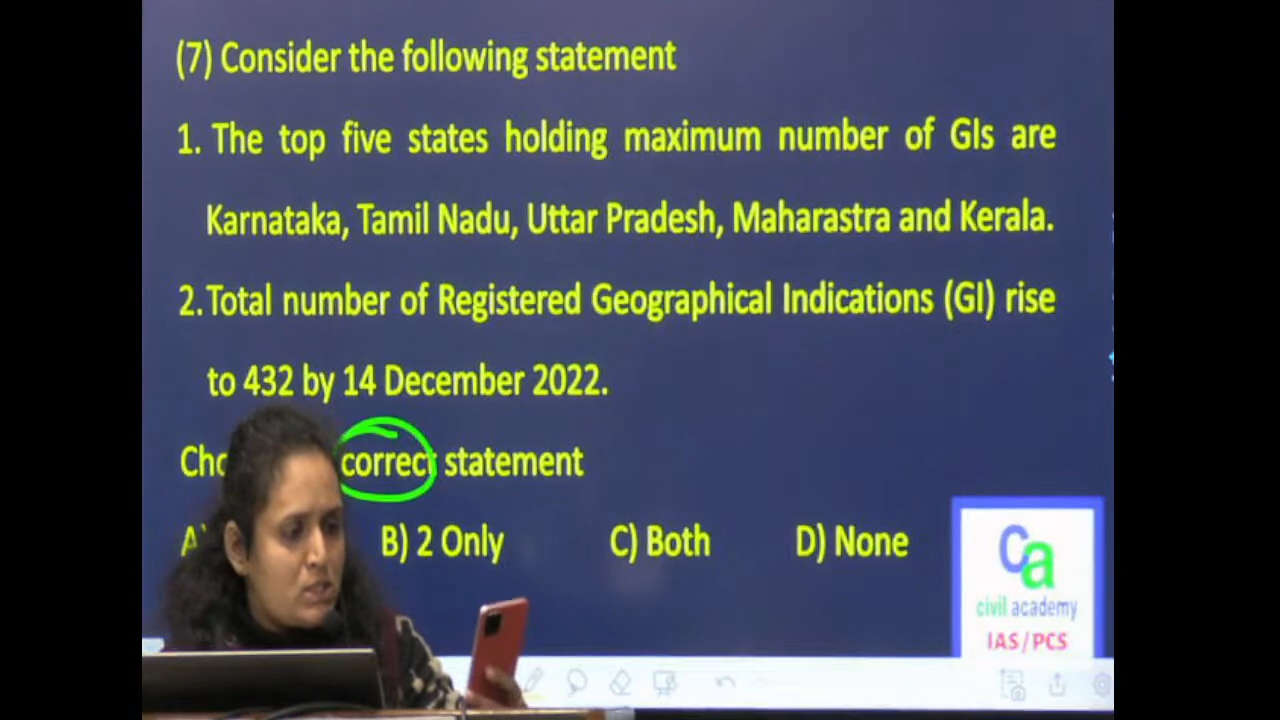 (7) Consider the following statement
1. The top five states holding maximum number of GIs are
Karnataka, Tamil Nadu, Uttar Pradesh, Maharastra and Kerala.
2. Total number of Registered Geographical Indications (GI) rise
to 432 by 14 December 2022.
correct statement
A) B) 2 Only C) Both D) None
Ca
civil academy
IAS/PCS